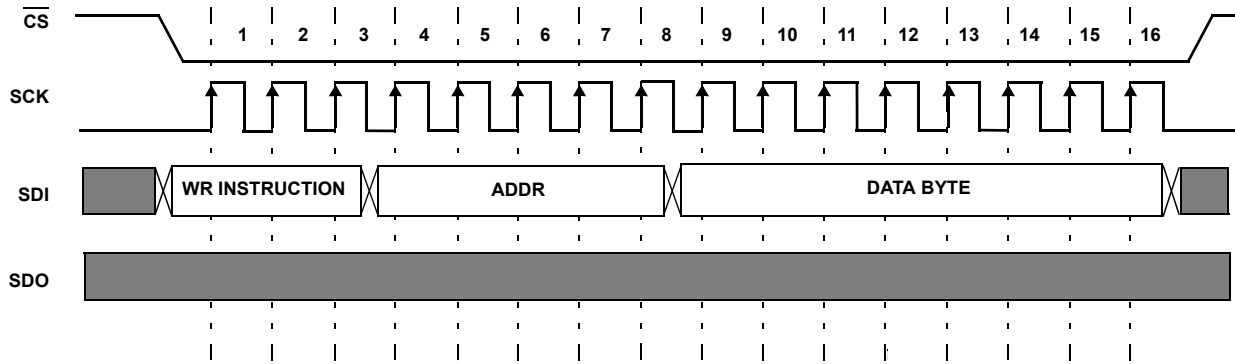 CS
1 2 3 4 5 6 7 8 9 10 11 12 13 14 15 16
SCK
SDI
WR INSTRUCTION
ADDR
DATA BYTE
SDO